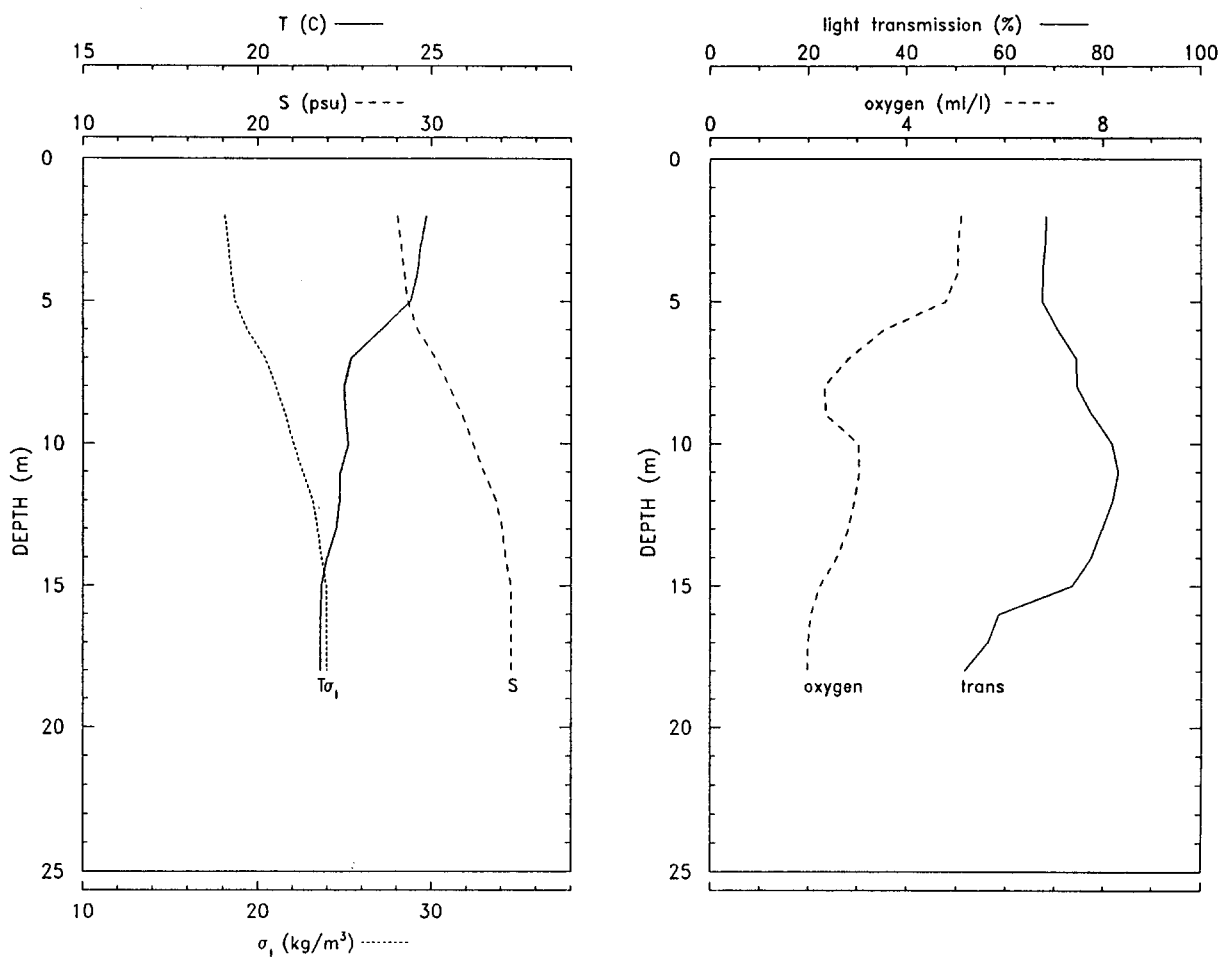 T (C)
15 20 25
S (psu)
10 20 30
0
5
10
15
20
25
DEPTH (m)
Tσt
S
10 20 30
σt (kg/m³)
light transmission (%)
0 20 40 60 80 100
oxygen (ml/l)
0 4 8
0
5
10
15
20
25
DEPTH (m)
oxygen
trans